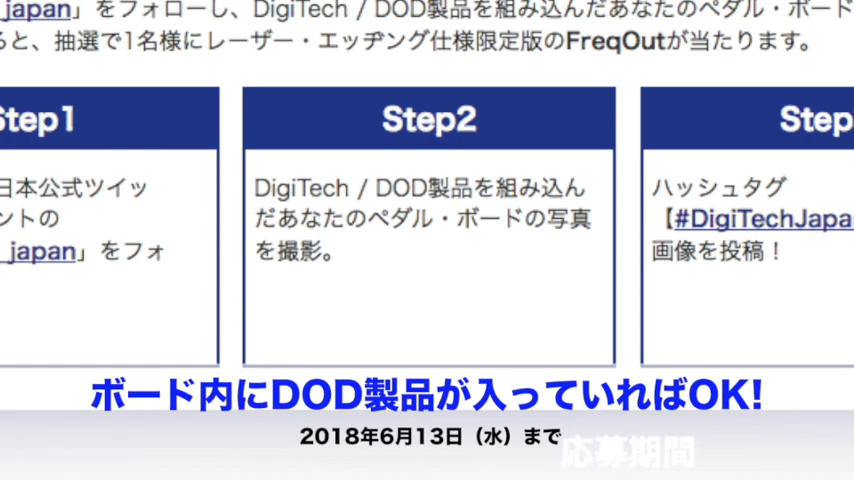 _japan」をフォローし、DigiTech / DOD製品を組み込んだあなたのペダル・ボード
ると、抽選で1名様にレーザー・エッヂング仕様限定版のFreqOutが当たります。
Step1
日本公式ツイッ
ントの
_japan」をフォ
Step2
DigiTech / DOD製品を組み込ん
だあなたのペダル・ボードの写真
を撮影。
Step
ハッシュタグ
【#DigiTechJapa
画像を投稿！
ボード内にDOD製品が入っていればOK!
2018年6月13日（水）まで
応募期間